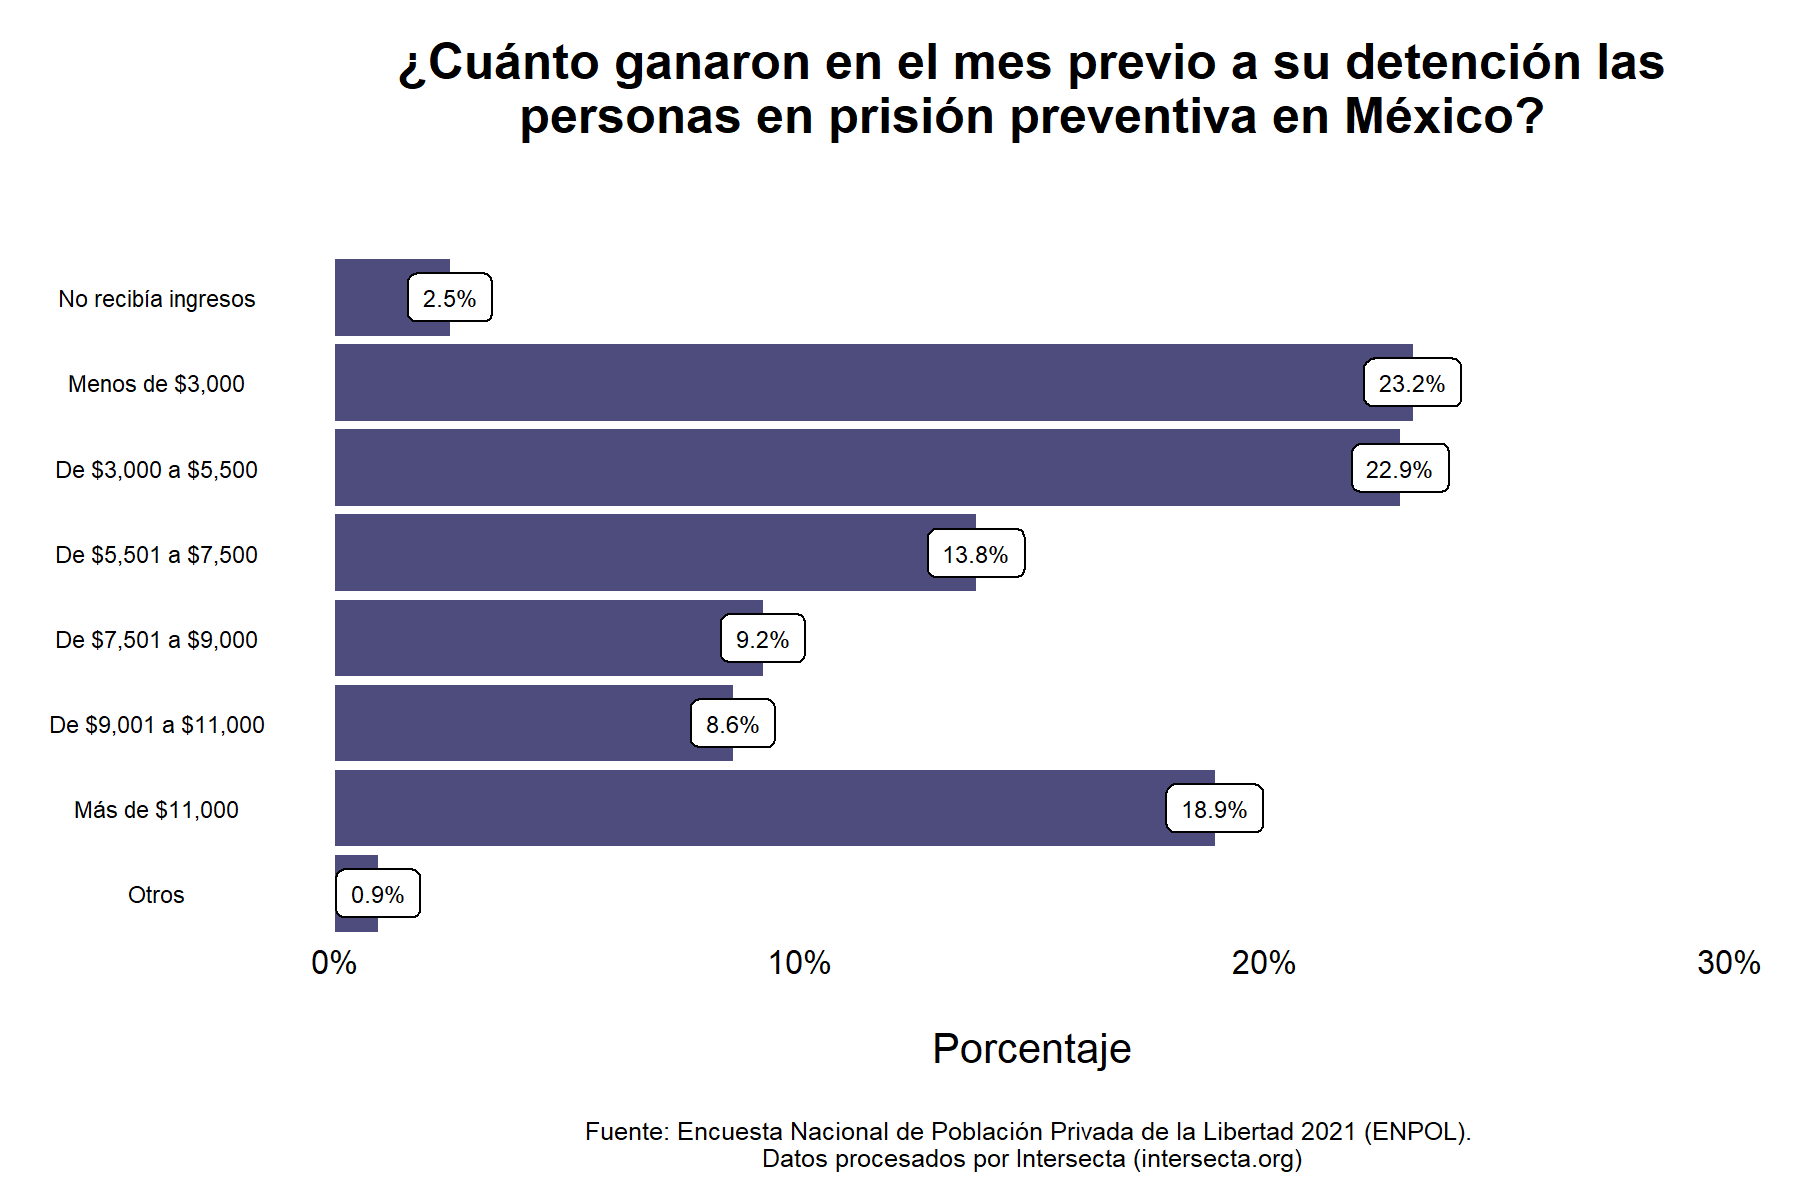 ¿Cuánto ganaron en el mes previo a su detención las
personas en prisión preventiva en México?
No recibía ingresos
2.5%
Menos de $3,000
23.2%
De $3,000 a $5,500
22.9%
De $5,501 a $7,500
13.8%
De $7,501 a $9,000
9.2%
De $9,001 a $11,000
8.6%
Más de $11,000
18.9%
Otros
0.9%
0%
10%
20%
30%
Porcentaje
Fuente: Encuesta Nacional de Población Privada de la Libertad 2021 (ENPOL).
Datos procesados por Intersecta (intersecta.org)